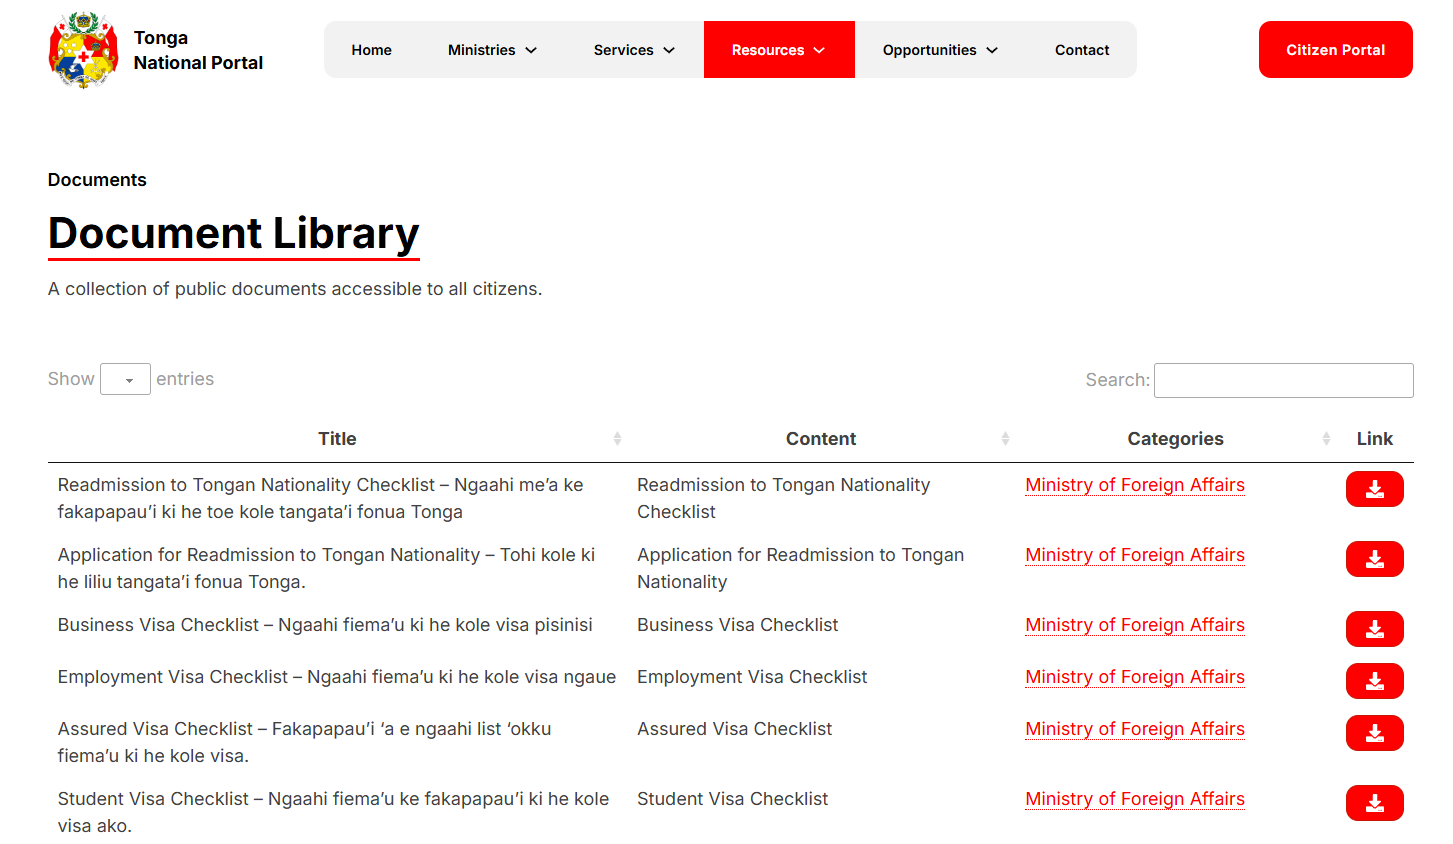 Tonga
National Portal
Home
Ministries
Services
Resources
Opportunities
Contact
Citizen Portal
Documents
Document Library
A collection of public documents accessible to all citizens.
Show entries
Search:
Title
Content
Categories
Link
Readmission to Tongan Nationality Checklist – Ngaahi me’a ke
fakapapau’i ki he toe kole tangata’i fonua Tonga
Readmission to Tongan Nationality
Checklist
Ministry of Foreign Affairs
Application for Readmission to Tongan Nationality – Tohi kole ki
he liliu tangata’i fonua Tonga.
Application for Readmission to Tongan
Nationality
Ministry of Foreign Affairs
Business Visa Checklist – Ngaahi fiema’u ki he kole visa pisinisi
Business Visa Checklist
Ministry of Foreign Affairs
Employment Visa Checklist – Ngaahi fiema’u ki he kole visa ngaue
Employment Visa Checklist
Ministry of Foreign Affairs
Assured Visa Checklist – Fakapapau’i ‘a e ngaahi list ‘okku
fiema’u ki he kole visa.
Assured Visa Checklist
Ministry of Foreign Affairs
Student Visa Checklist – Ngaahi fiema’u ke fakapapau’i ki he kole
visa ako.
Student Visa Checklist
Ministry of Foreign Affairs